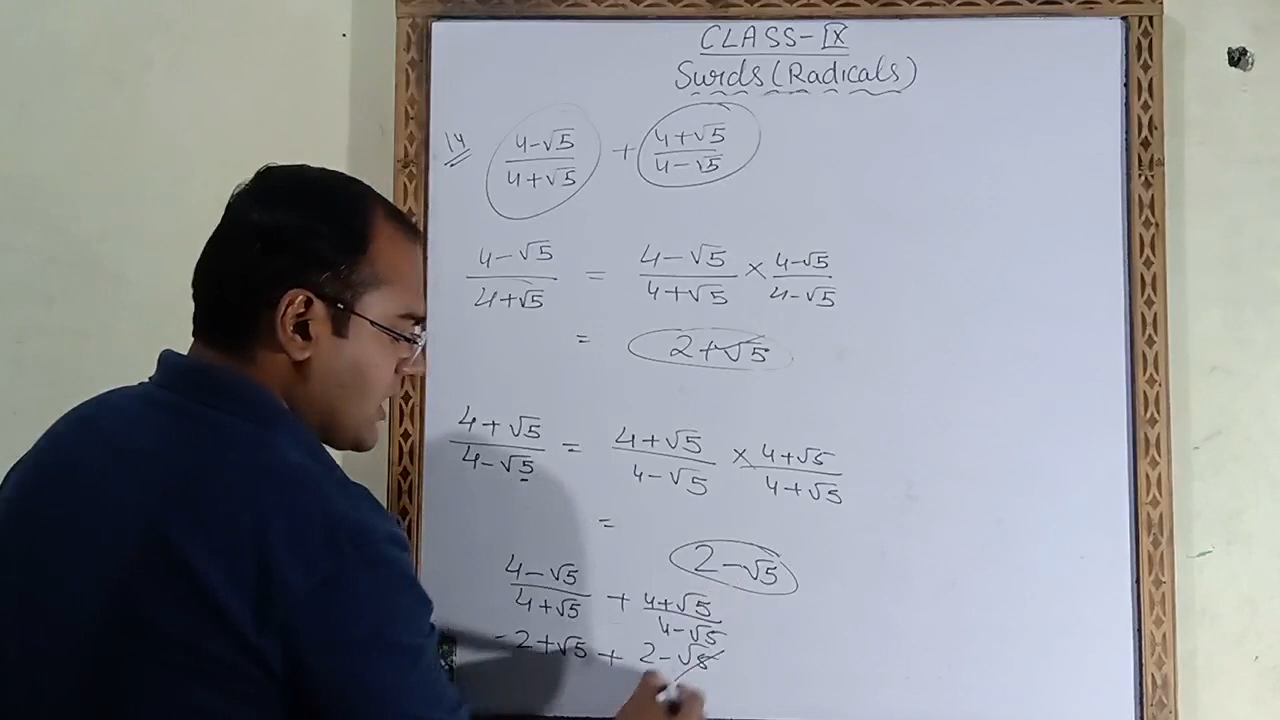 CLASS-IX
Surds (Radicals)
14 (4-√5)/(4+√5) + (4+√5)/(4-√5)
(4-√5)/(4+√5) = (4-√5)/(4+√5) × (4-√5)/(4-√5)
= 2+√5
(4+√5)/(4-√5) = (4+√5)/(4-√5) × (4+√5)/(4+√5)
=
2-√5
(4-√5)/(4+√5) + (4+√5)/(4-√5)
= 2+√5 + 2-√5